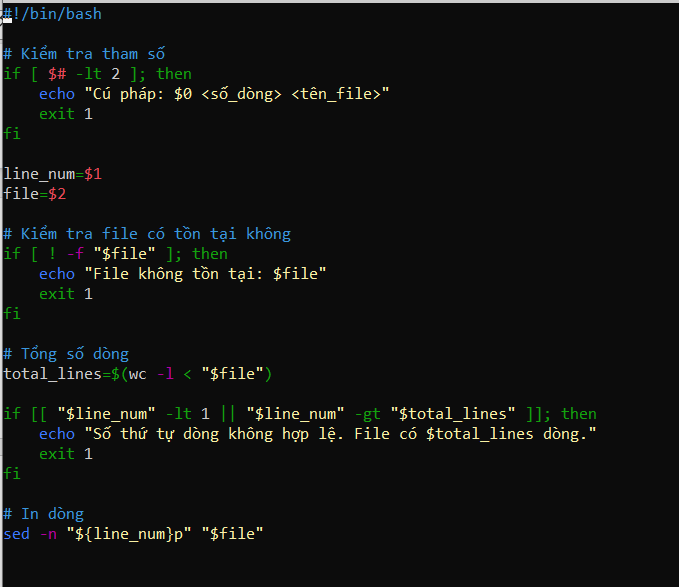 #!/bin/bash
# Kiểm tra tham số
if [ $# -lt 2 ]; then
    echo "Cú pháp: $0 <số_dòng> <tên_file>"
    exit 1
fi
line_num=$1
file=$2
# Kiểm tra file có tồn tại không
if [ ! -f "$file" ]; then
    echo "File không tồn tại: $file"
    exit 1
fi
# Tổng số dòng
total_lines=$(wc -l < "$file")
if [[ "$line_num" -lt 1 || "$line_num" -gt "$total_lines" ]]; then
    echo "Số thứ tự dòng không hợp lệ. File có $total_lines dòng."
    exit 1
fi
# In dòng
sed -n "${line_num}p" "$file"